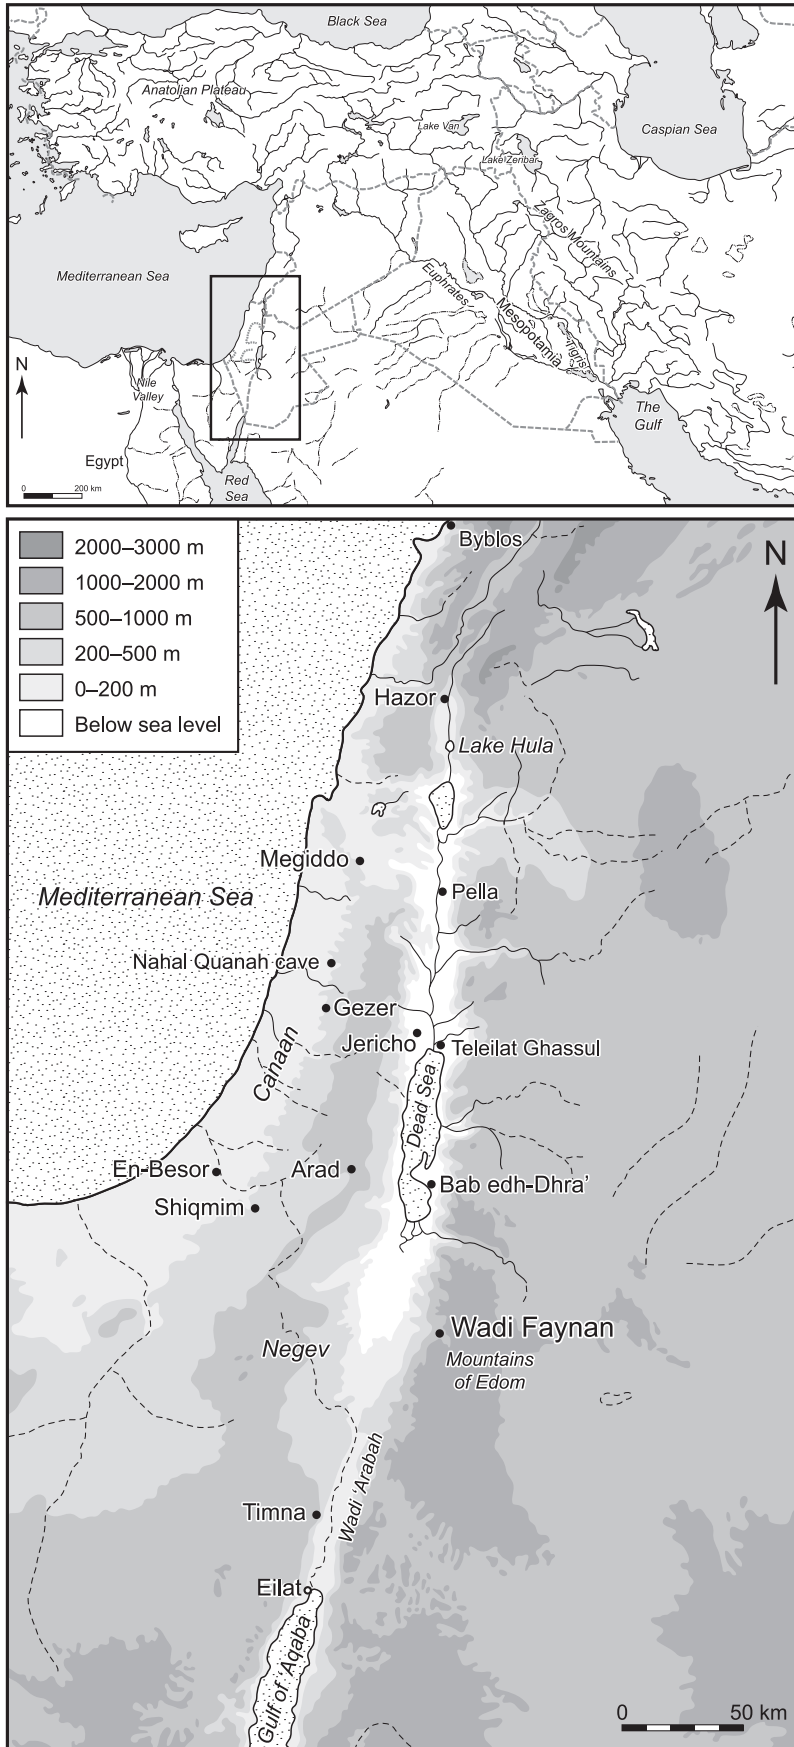 Black Sea
Anatolian Plateau
Lake Van
Caspian Sea
Lake Zeribar
Zagros Mountains
Mediterranean Sea
Euphrates
Mesopotamia
Tigris
N
Nile
Valley
The
Gulf
Egypt
Red
Sea
0 200 km
2000–3000 m
1000–2000 m
500–1000 m
200–500 m
0–200 m
Below sea level
Byblos
N
Hazor
Lake Hula
Megiddo
Mediterranean Sea
Pella
Nahal Quanah cave
Gezer
Jericho
Teleilat Ghassul
Canaan
Dead Sea
En-Besor
Arad
Bab edh-Dhra’
Shiqmim
Wadi Faynan
Negev
Mountains
of Edom
Wadi ‘Arabah
Timna
Eilat
Gulf of ‘Aqaba
0 50 km